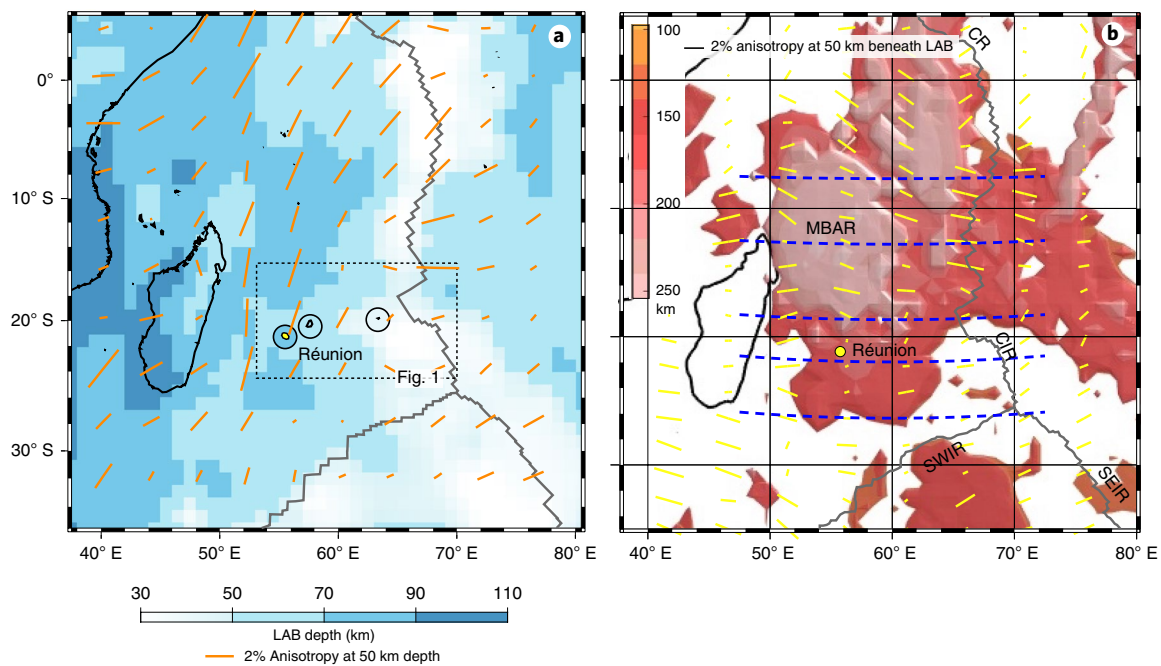 a
0°
10° S
20° S
30° S
Réunion
Fig. 1
40° E
50° E
60° E
70° E
80° E
30
50
70
90
110
LAB depth (km)
2% Anisotropy at 50 km depth
b
100
150
200
250
km
2% anisotropy at 50 km beneath LAB
CR
MBAR
Réunion
CIR
SWIR
SEIR
40° E
50° E
60° E
70° E
80° E